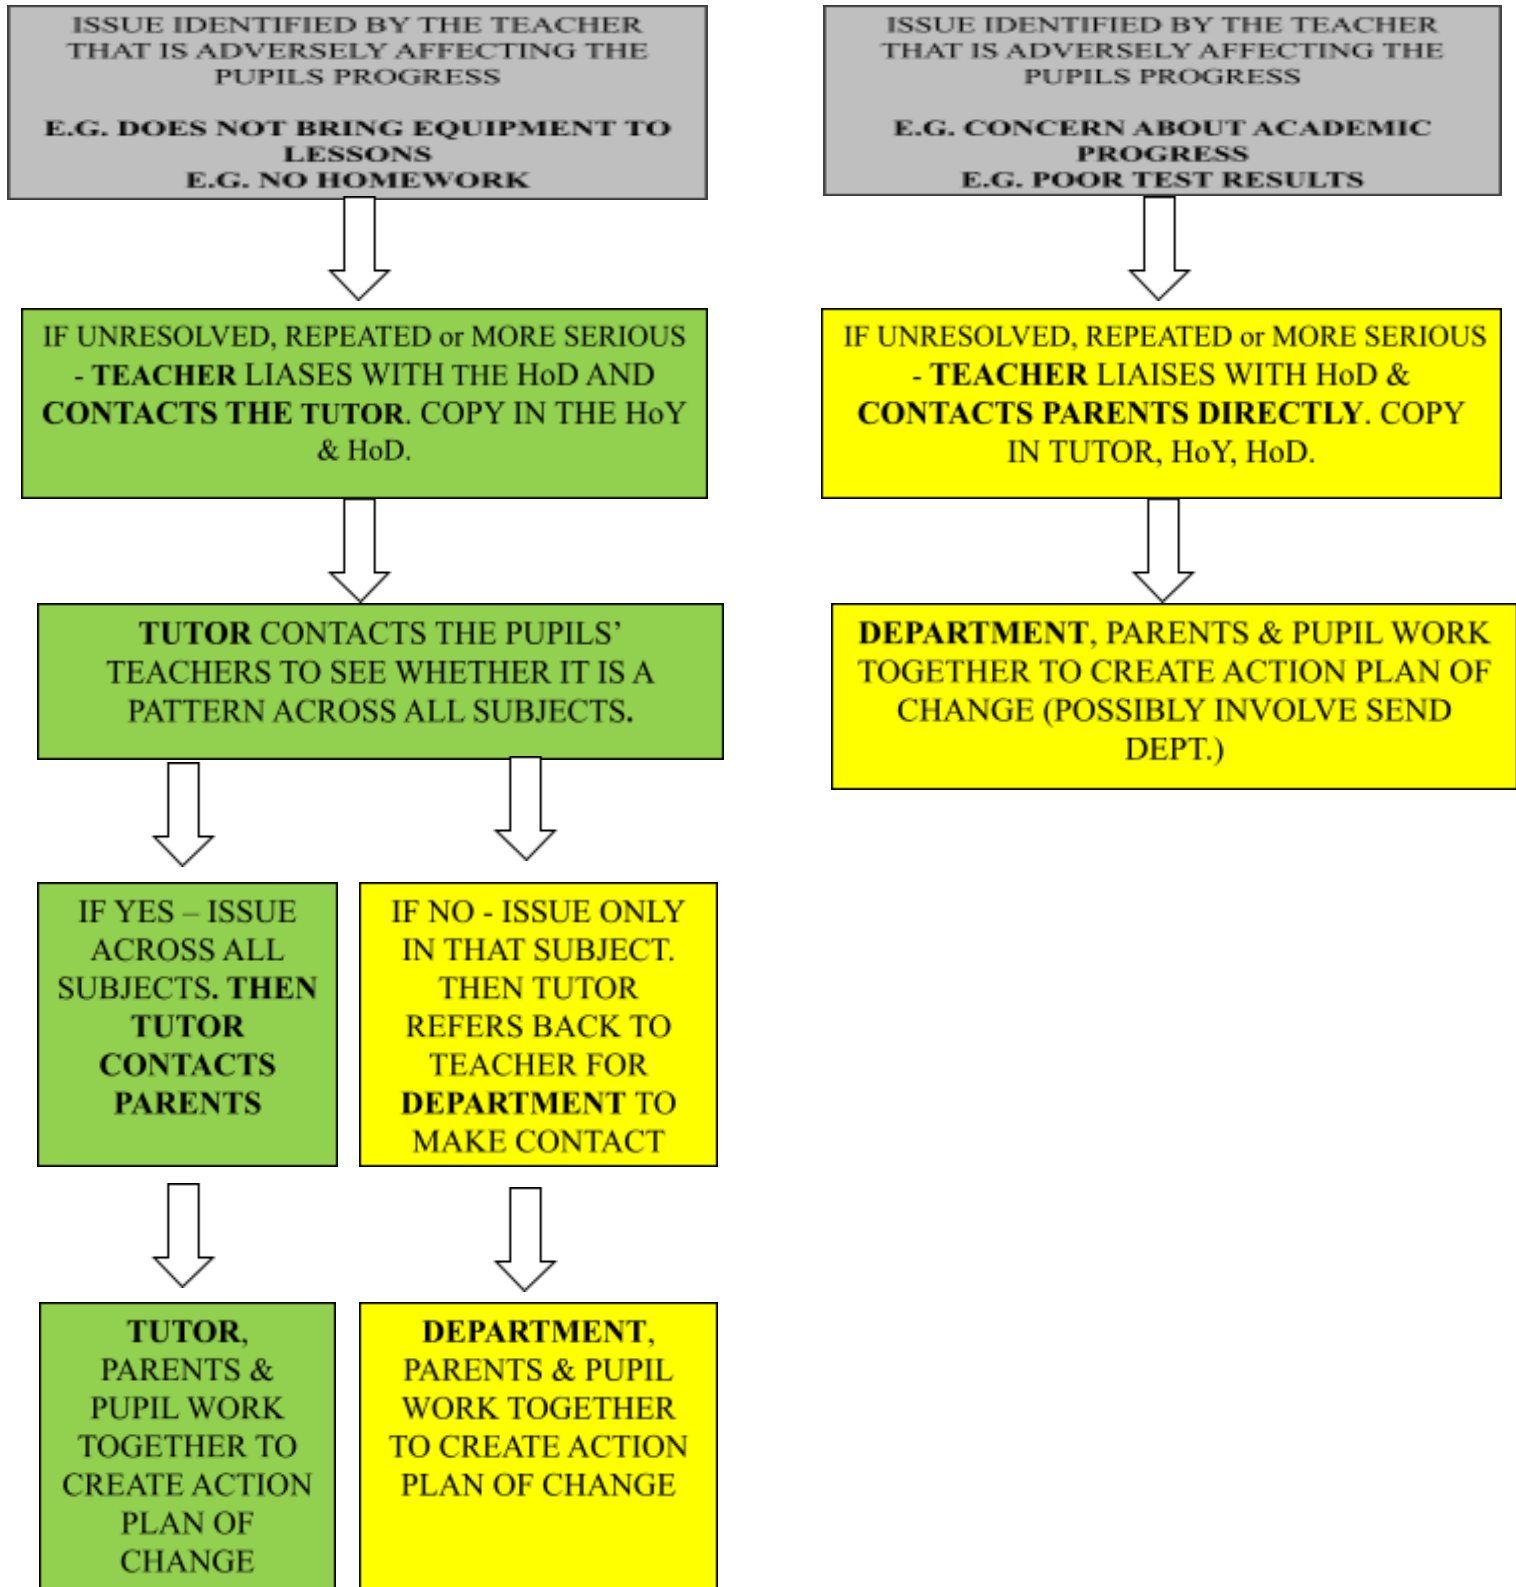 ISSUE IDENTIFIED BY THE TEACHER
THAT IS ADVERSELY AFFECTING THE
PUPILS PROGRESS
E.G. DOES NOT BRING EQUIPMENT TO
LESSONS
E.G. NO HOMEWORK
IF UNRESOLVED, REPEATED or MORE SERIOUS
- TEACHER LIASES WITH THE HoD AND
CONTACTS THE TUTOR. COPY IN THE HoY
& HoD.
TUTOR CONTACTS THE PUPILS’
TEACHERS TO SEE WHETHER IT IS A
PATTERN ACROSS ALL SUBJECTS.
IF YES – ISSUE
ACROSS ALL
SUBJECTS. THEN
TUTOR
CONTACTS
PARENTS
TUTOR,
PARENTS &
PUPIL WORK
TOGETHER TO
CREATE ACTION
PLAN OF
CHANGE
IF NO - ISSUE ONLY
IN THAT SUBJECT.
THEN TUTOR
REFERS BACK TO
TEACHER FOR
DEPARTMENT TO
MAKE CONTACT
DEPARTMENT,
PARENTS & PUPIL
WORK TOGETHER
TO CREATE ACTION
PLAN OF CHANGE
ISSUE IDENTIFIED BY THE TEACHER
THAT IS ADVERSELY AFFECTING THE
PUPILS PROGRESS
E.G. CONCERN ABOUT ACADEMIC
PROGRESS
E.G. POOR TEST RESULTS
IF UNRESOLVED, REPEATED or MORE SERIOUS
- TEACHER LIAISES WITH HoD &
CONTACTS PARENTS DIRECTLY. COPY
IN TUTOR, HoY, HoD.
DEPARTMENT, PARENTS & PUPIL WORK
TOGETHER TO CREATE ACTION PLAN OF
CHANGE (POSSIBLY INVOLVE SEND
DEPT.)